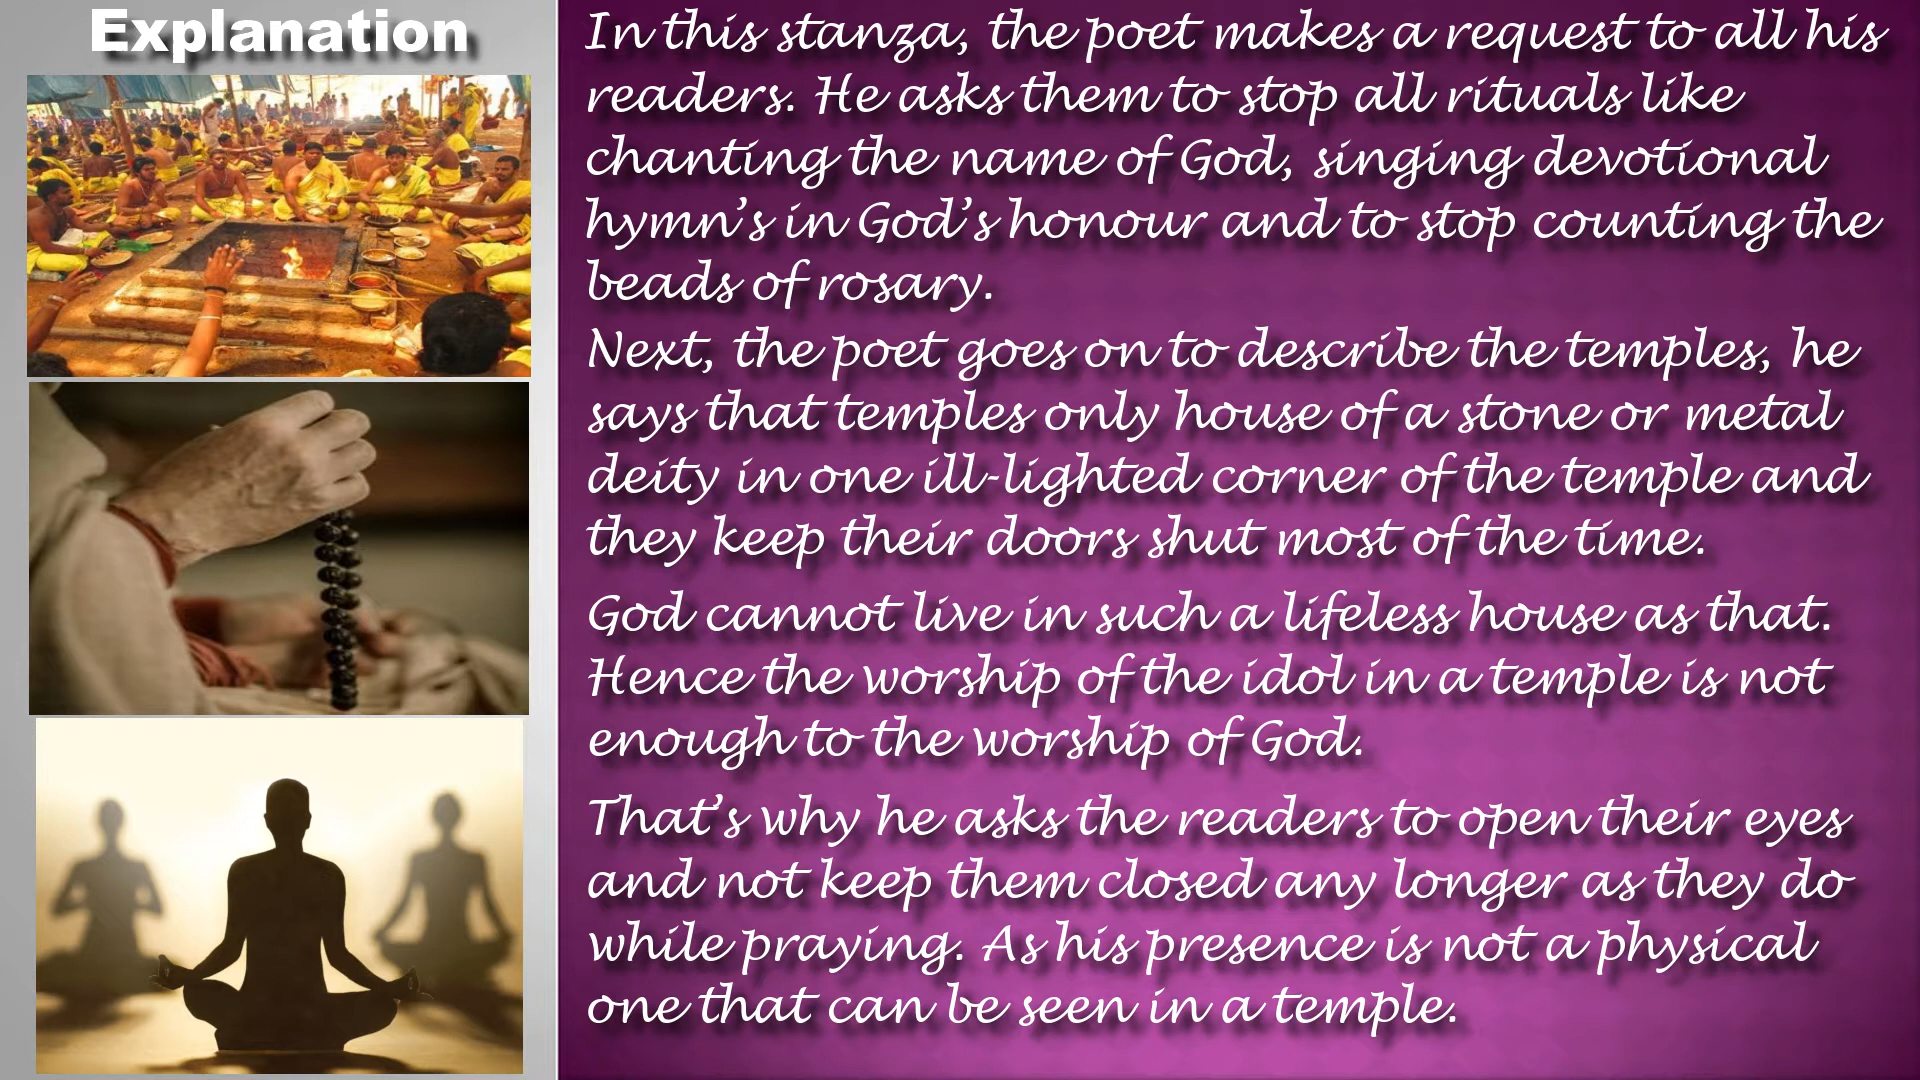 Explanation
In this stanza, the poet makes a request to all his
readers. He asks them to stop all rituals like
chanting the name of God, singing devotional
hymn's in God's honour and to stop counting the
beads of rosary.
Next, the poet goes on to describe the temples, he
says that temples only house of a stone or metal
deity in one ill-lighted corner of the temple and
they keep their doors shut most of the time.
God cannot live in such a lifeless house as that.
Hence the worship of the idol in a temple is not
enough to the worship of God.
That's why he asks the readers to open their eyes
and not keep them closed any longer as they do
while praying. As his presence is not a physical
one that can be seen in a temple.